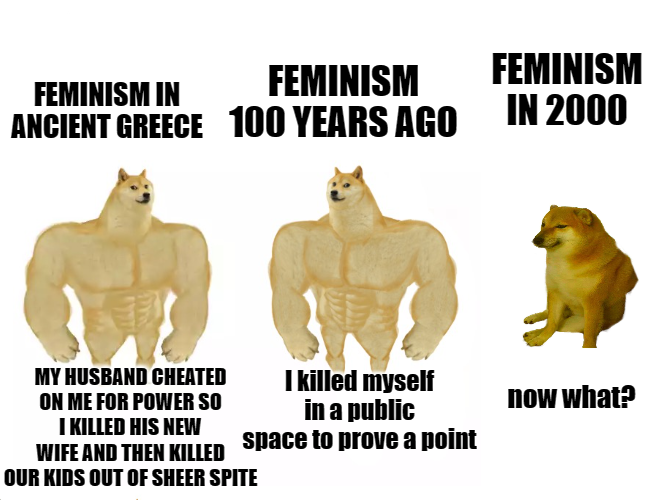 FEMINISM IN
ANCIENT GREECE
FEMINISM
100 YEARS AGO
FEMINISM
IN 2000
MY HUSBAND CHEATED
ON ME FOR POWER SO
I KILLED HIS NEW
WIFE AND THEN KILLED
OUR KIDS OUT OF SHEER SPITE
I killed myself
in a public
space to prove a point
now what?